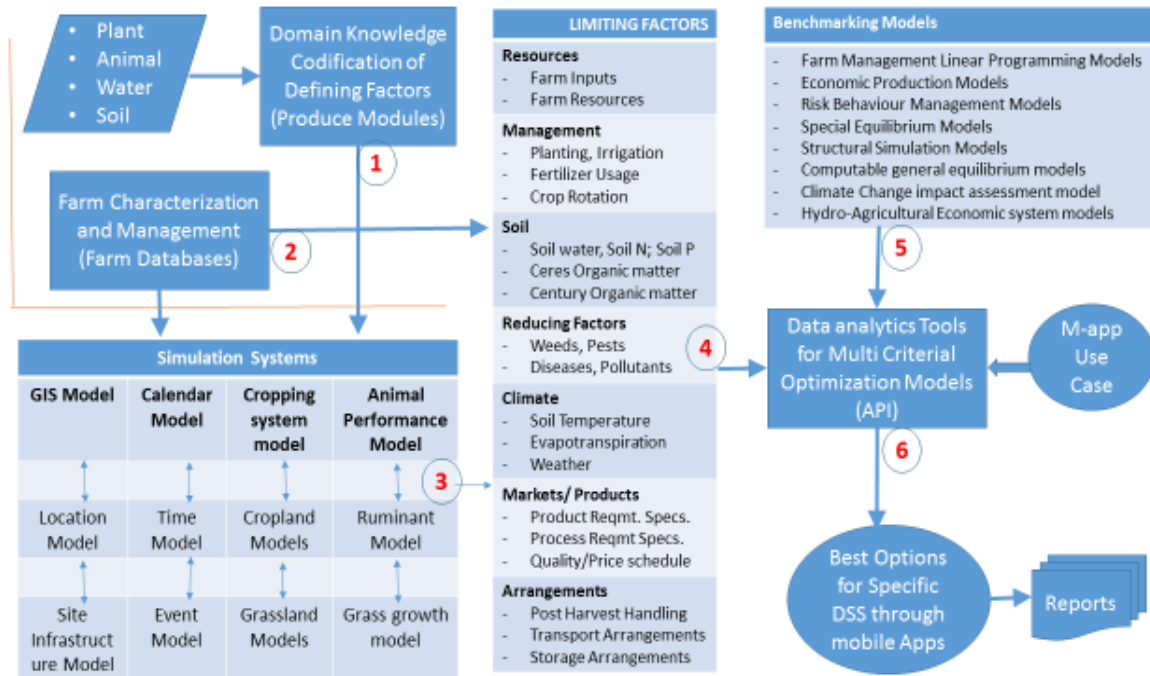 • Plant
• Animal
• Water
• Soil
Domain Knowledge
Codification of
Defining Factors
(Produce Modules)
1
Farm Characterization
and Management
(Farm Databases)
2
Simulation Systems
GIS Model
Calendar
Model
Cropping
system
model
Animal
Performance
Model
3
Location
Model
Time
Model
Cropland
Models
Ruminant
Model
Site
Infrastruct
ure Model
Event
Model
Grassland
Models
Grass growth
model
LIMITING FACTORS
Resources
- Farm Inputs
- Farm Resources
Management
- Planting, Irrigation
- Fertilizer Usage
- Crop Rotation
Soil
- Soil water, Soil N; Soil P
- Ceres Organic matter
- Century Organic matter
Reducing Factors
- Weeds, Pests
- Diseases, Pollutants
4
Climate
- Soil Temperature
- Evapotranspiration
- Weather
Markets/ Products
- Product Reqmt. Specs.
- Process Reqmt Specs.
- Quality/Price schedule
Arrangements
- Post Harvest Handling
- Transport Arrangements
- Storage Arrangements
Benchmarking Models
- Farm Management Linear Programming Models
- Economic Production Models
- Risk Behaviour Management Models
- Special Equilibrium Models
- Structural Simulation Models
- Computable general equilibrium models
- Climate Change impact assessment model
- Hydro-Agricultural Economic system models
5
Data analytics Tools
for Multi Criterial
Optimization Models
(API)
M-app
Use
Case
6
Best Options
for Specific
DSS through
mobile Apps
Reports